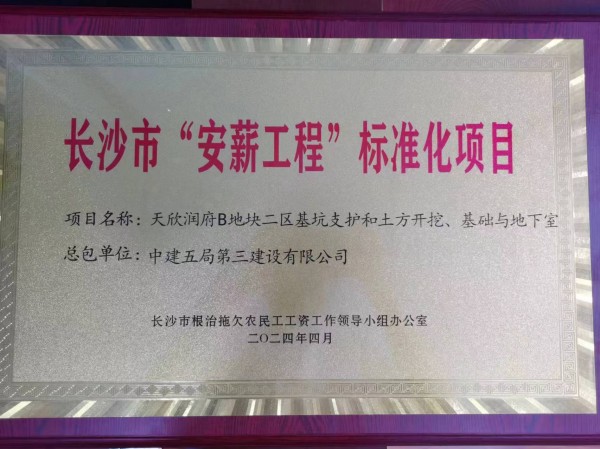 长沙市“安薪工程”标准化项目
项目名称：天欣润府B地块二区基坑支护和土方开挖、基础与地下室
总包单位：中建五局第三建设有限公司
长沙市根治拖欠农民工工资工作领导小组办公室
二〇二四年四月